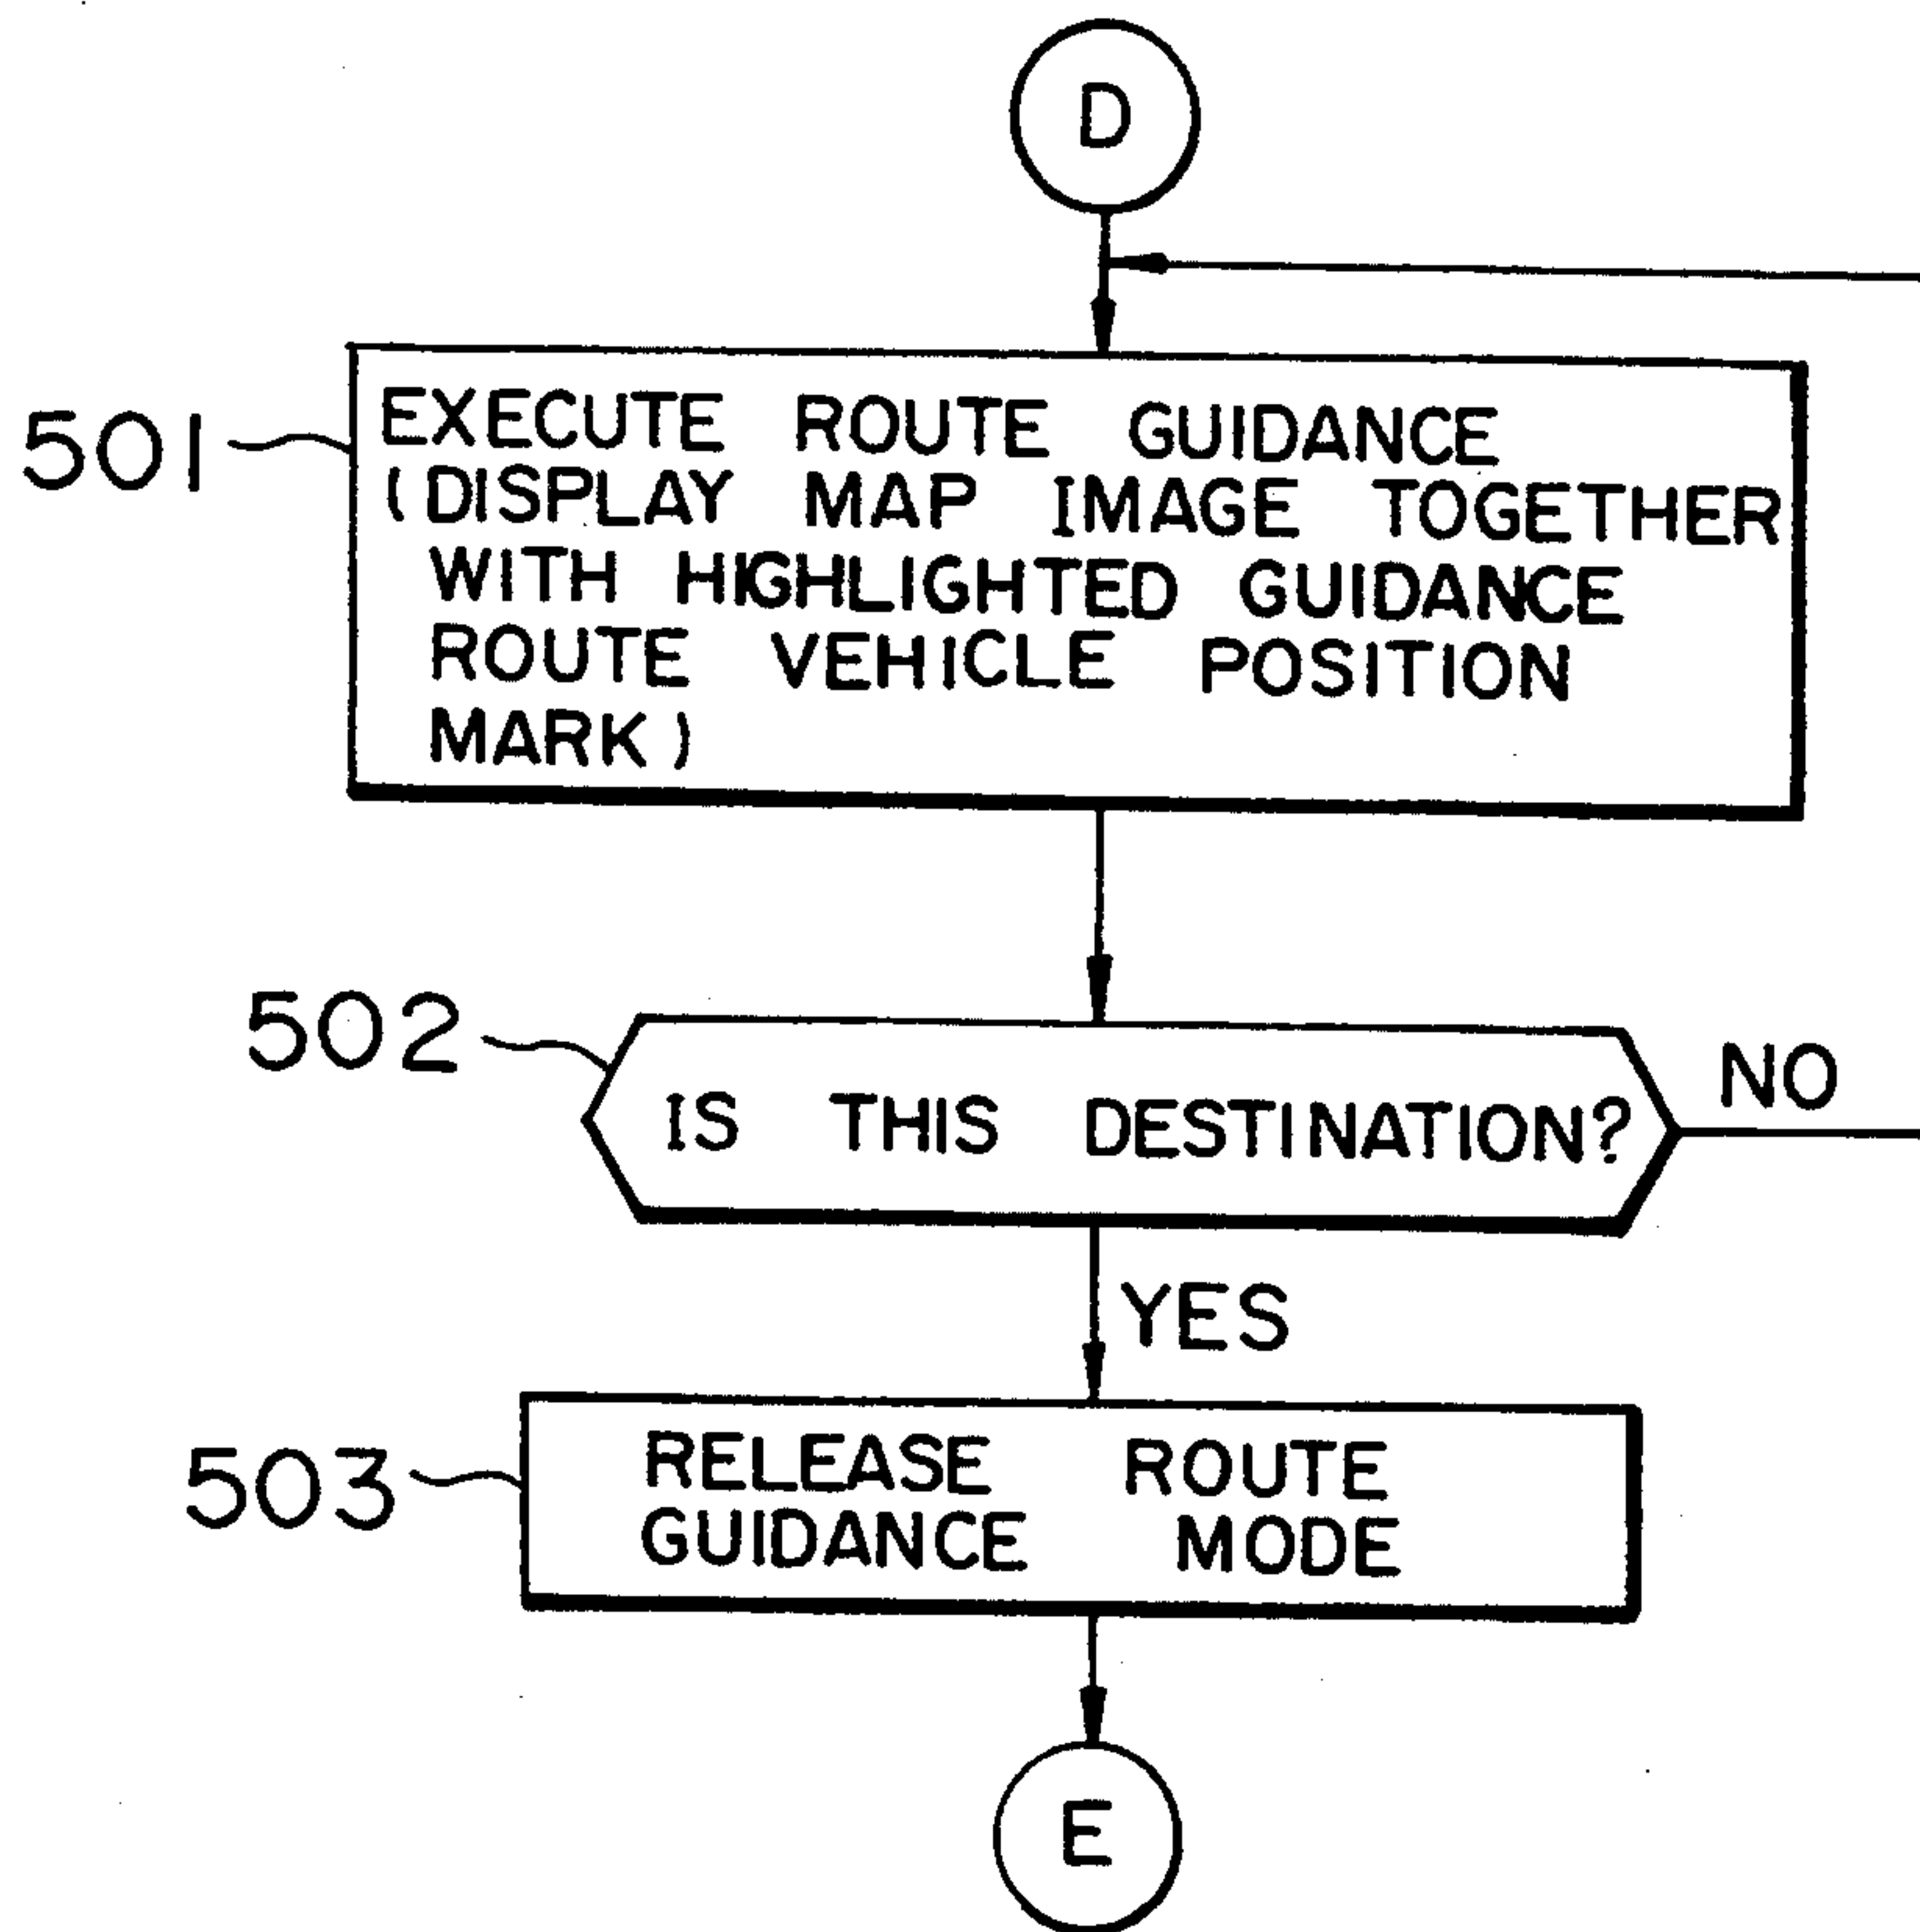 D
501
EXECUTE ROUTE GUIDANCE
(DISPLAY MAP IMAGE TOGETHER
WITH HIGHLIGHTED GUIDANCE
ROUTE VEHICLE POSITION
MARK)
502
IS THIS DESTINATION?
NO
YES
503
RELEASE ROUTE
GUIDANCE MODE
E